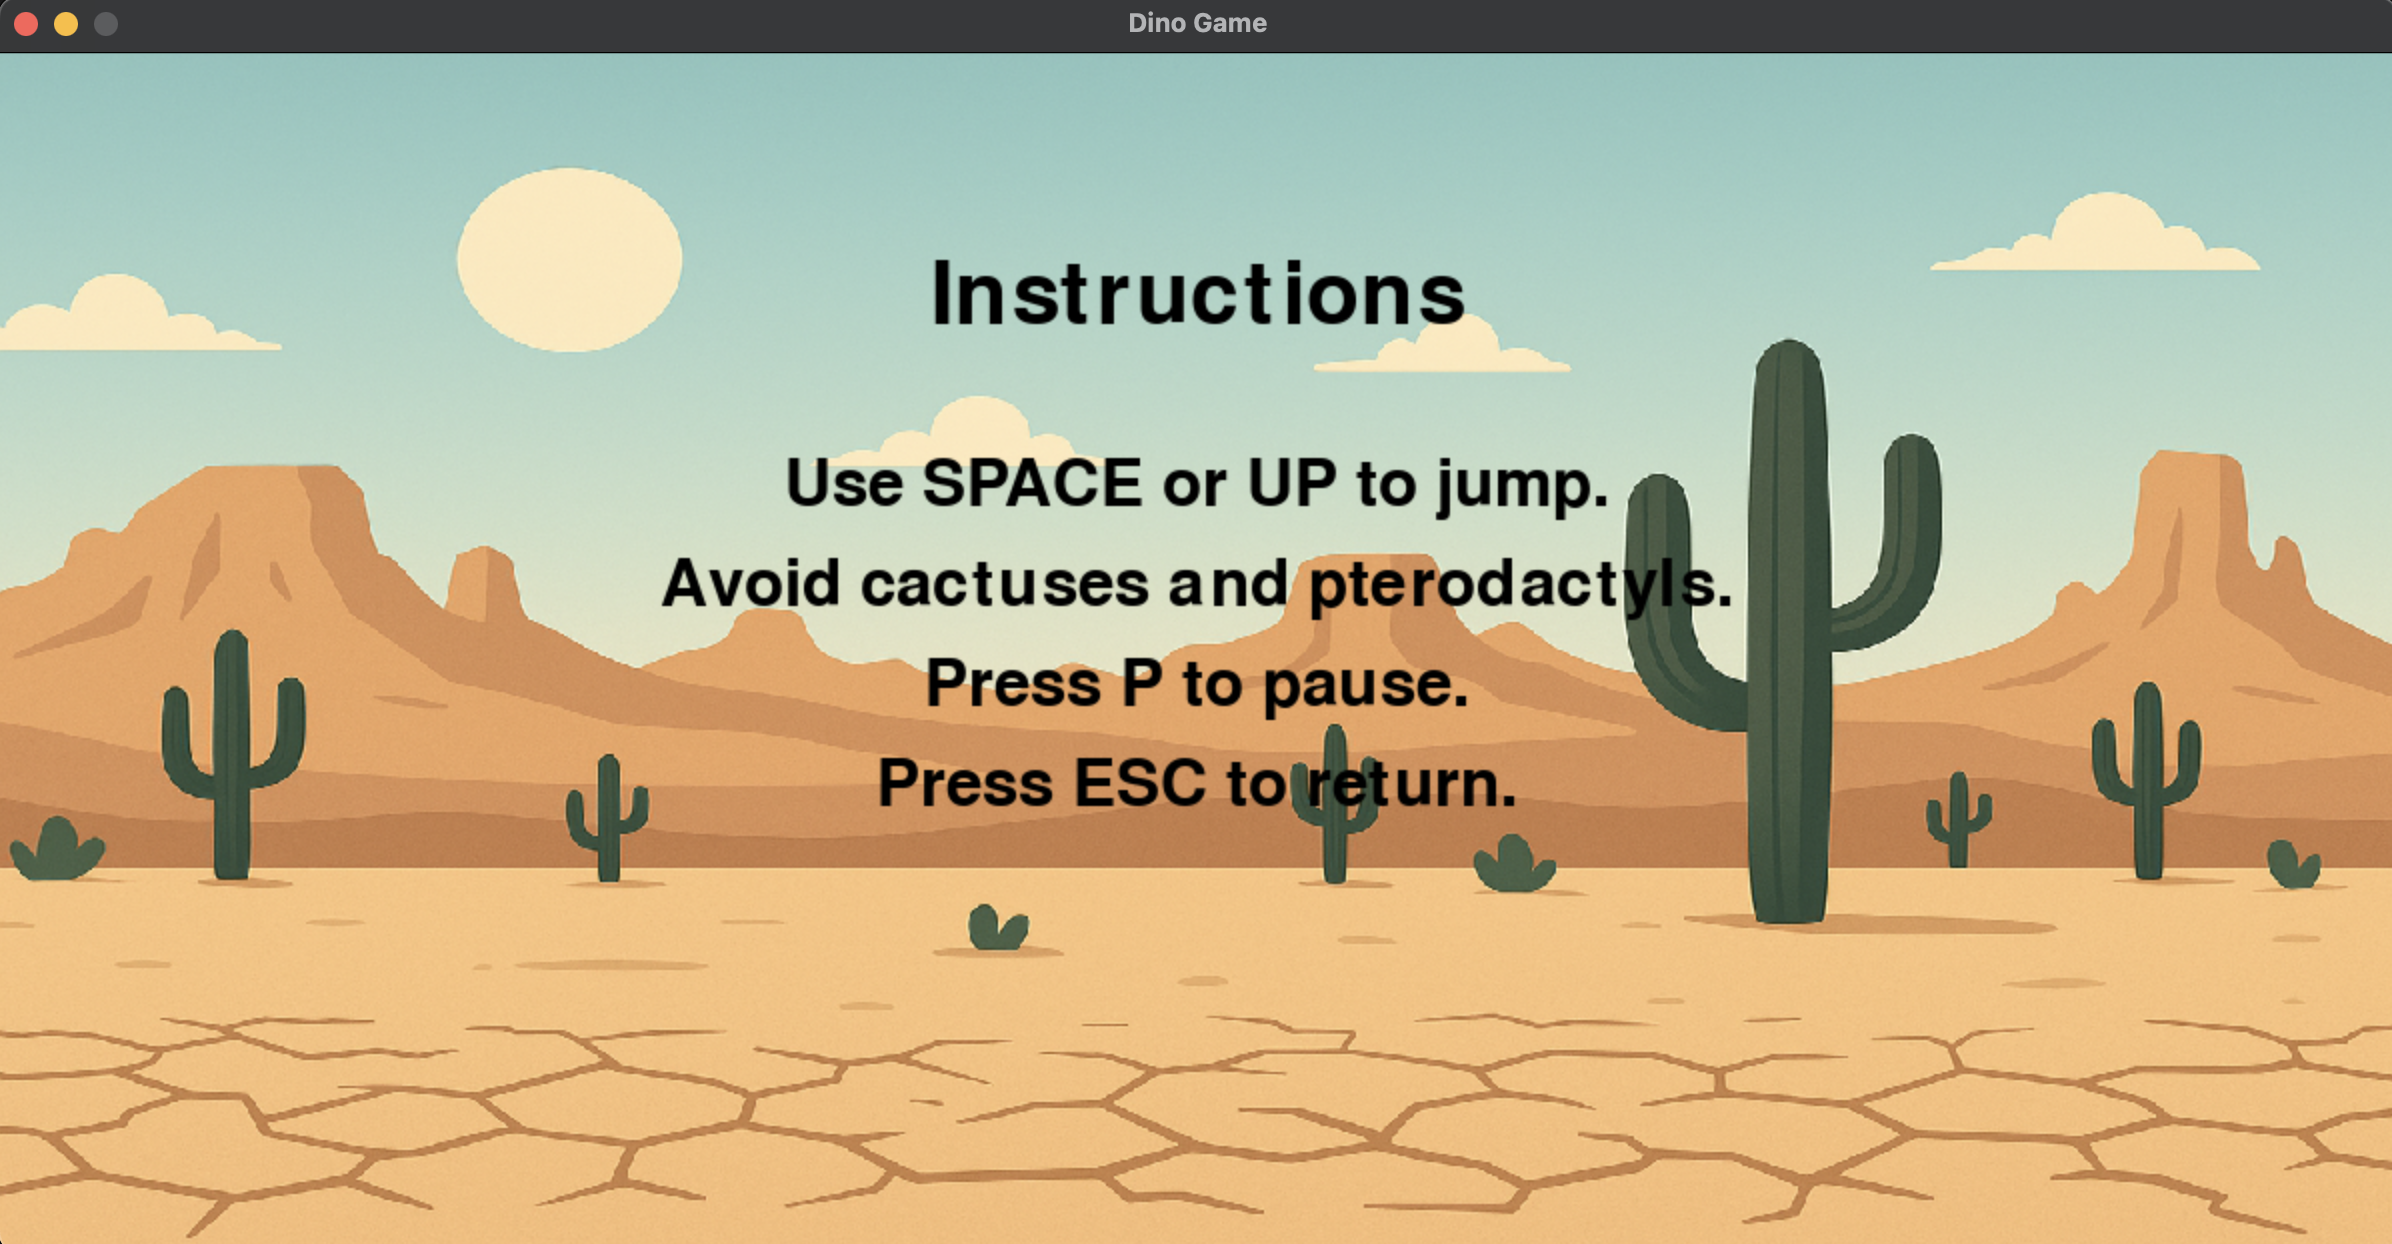 Dino Game
Instructions
Use SPACE or UP to jump.
Avoid cactuses and pterodactyls.
Press P to pause.
Press ESC to return.